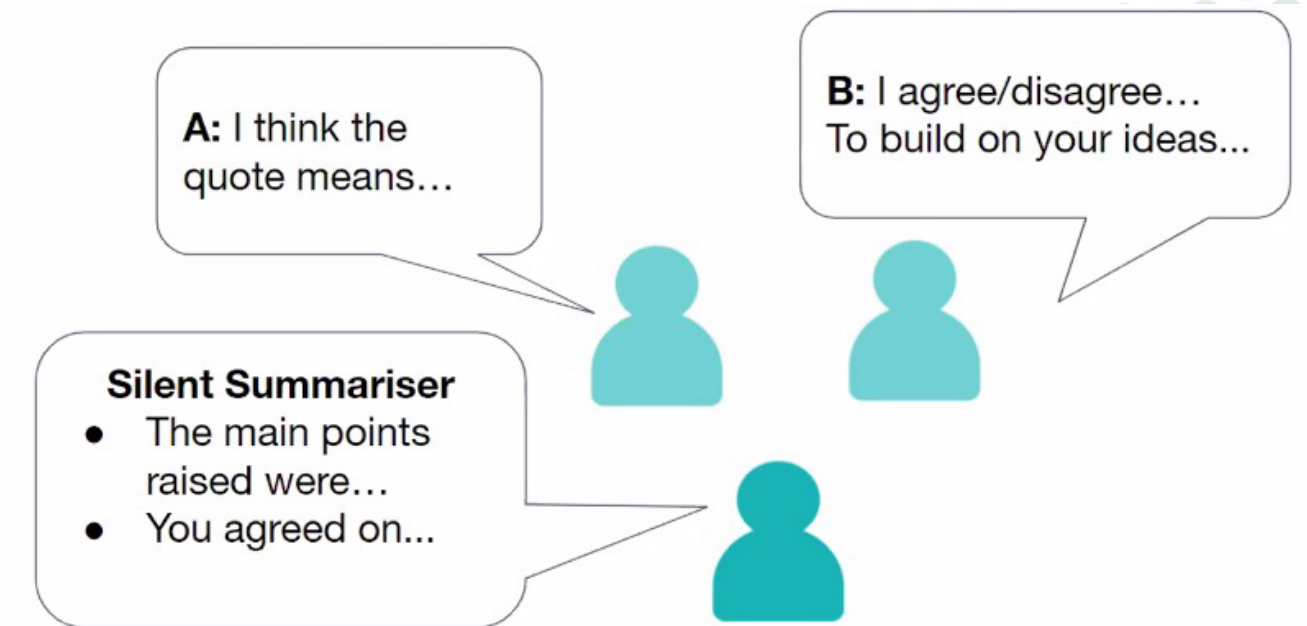 A: I think the
quote means…
B: I agree/disagree…
To build on your ideas...
Silent Summariser
● The main points
raised were…
● You agreed on...